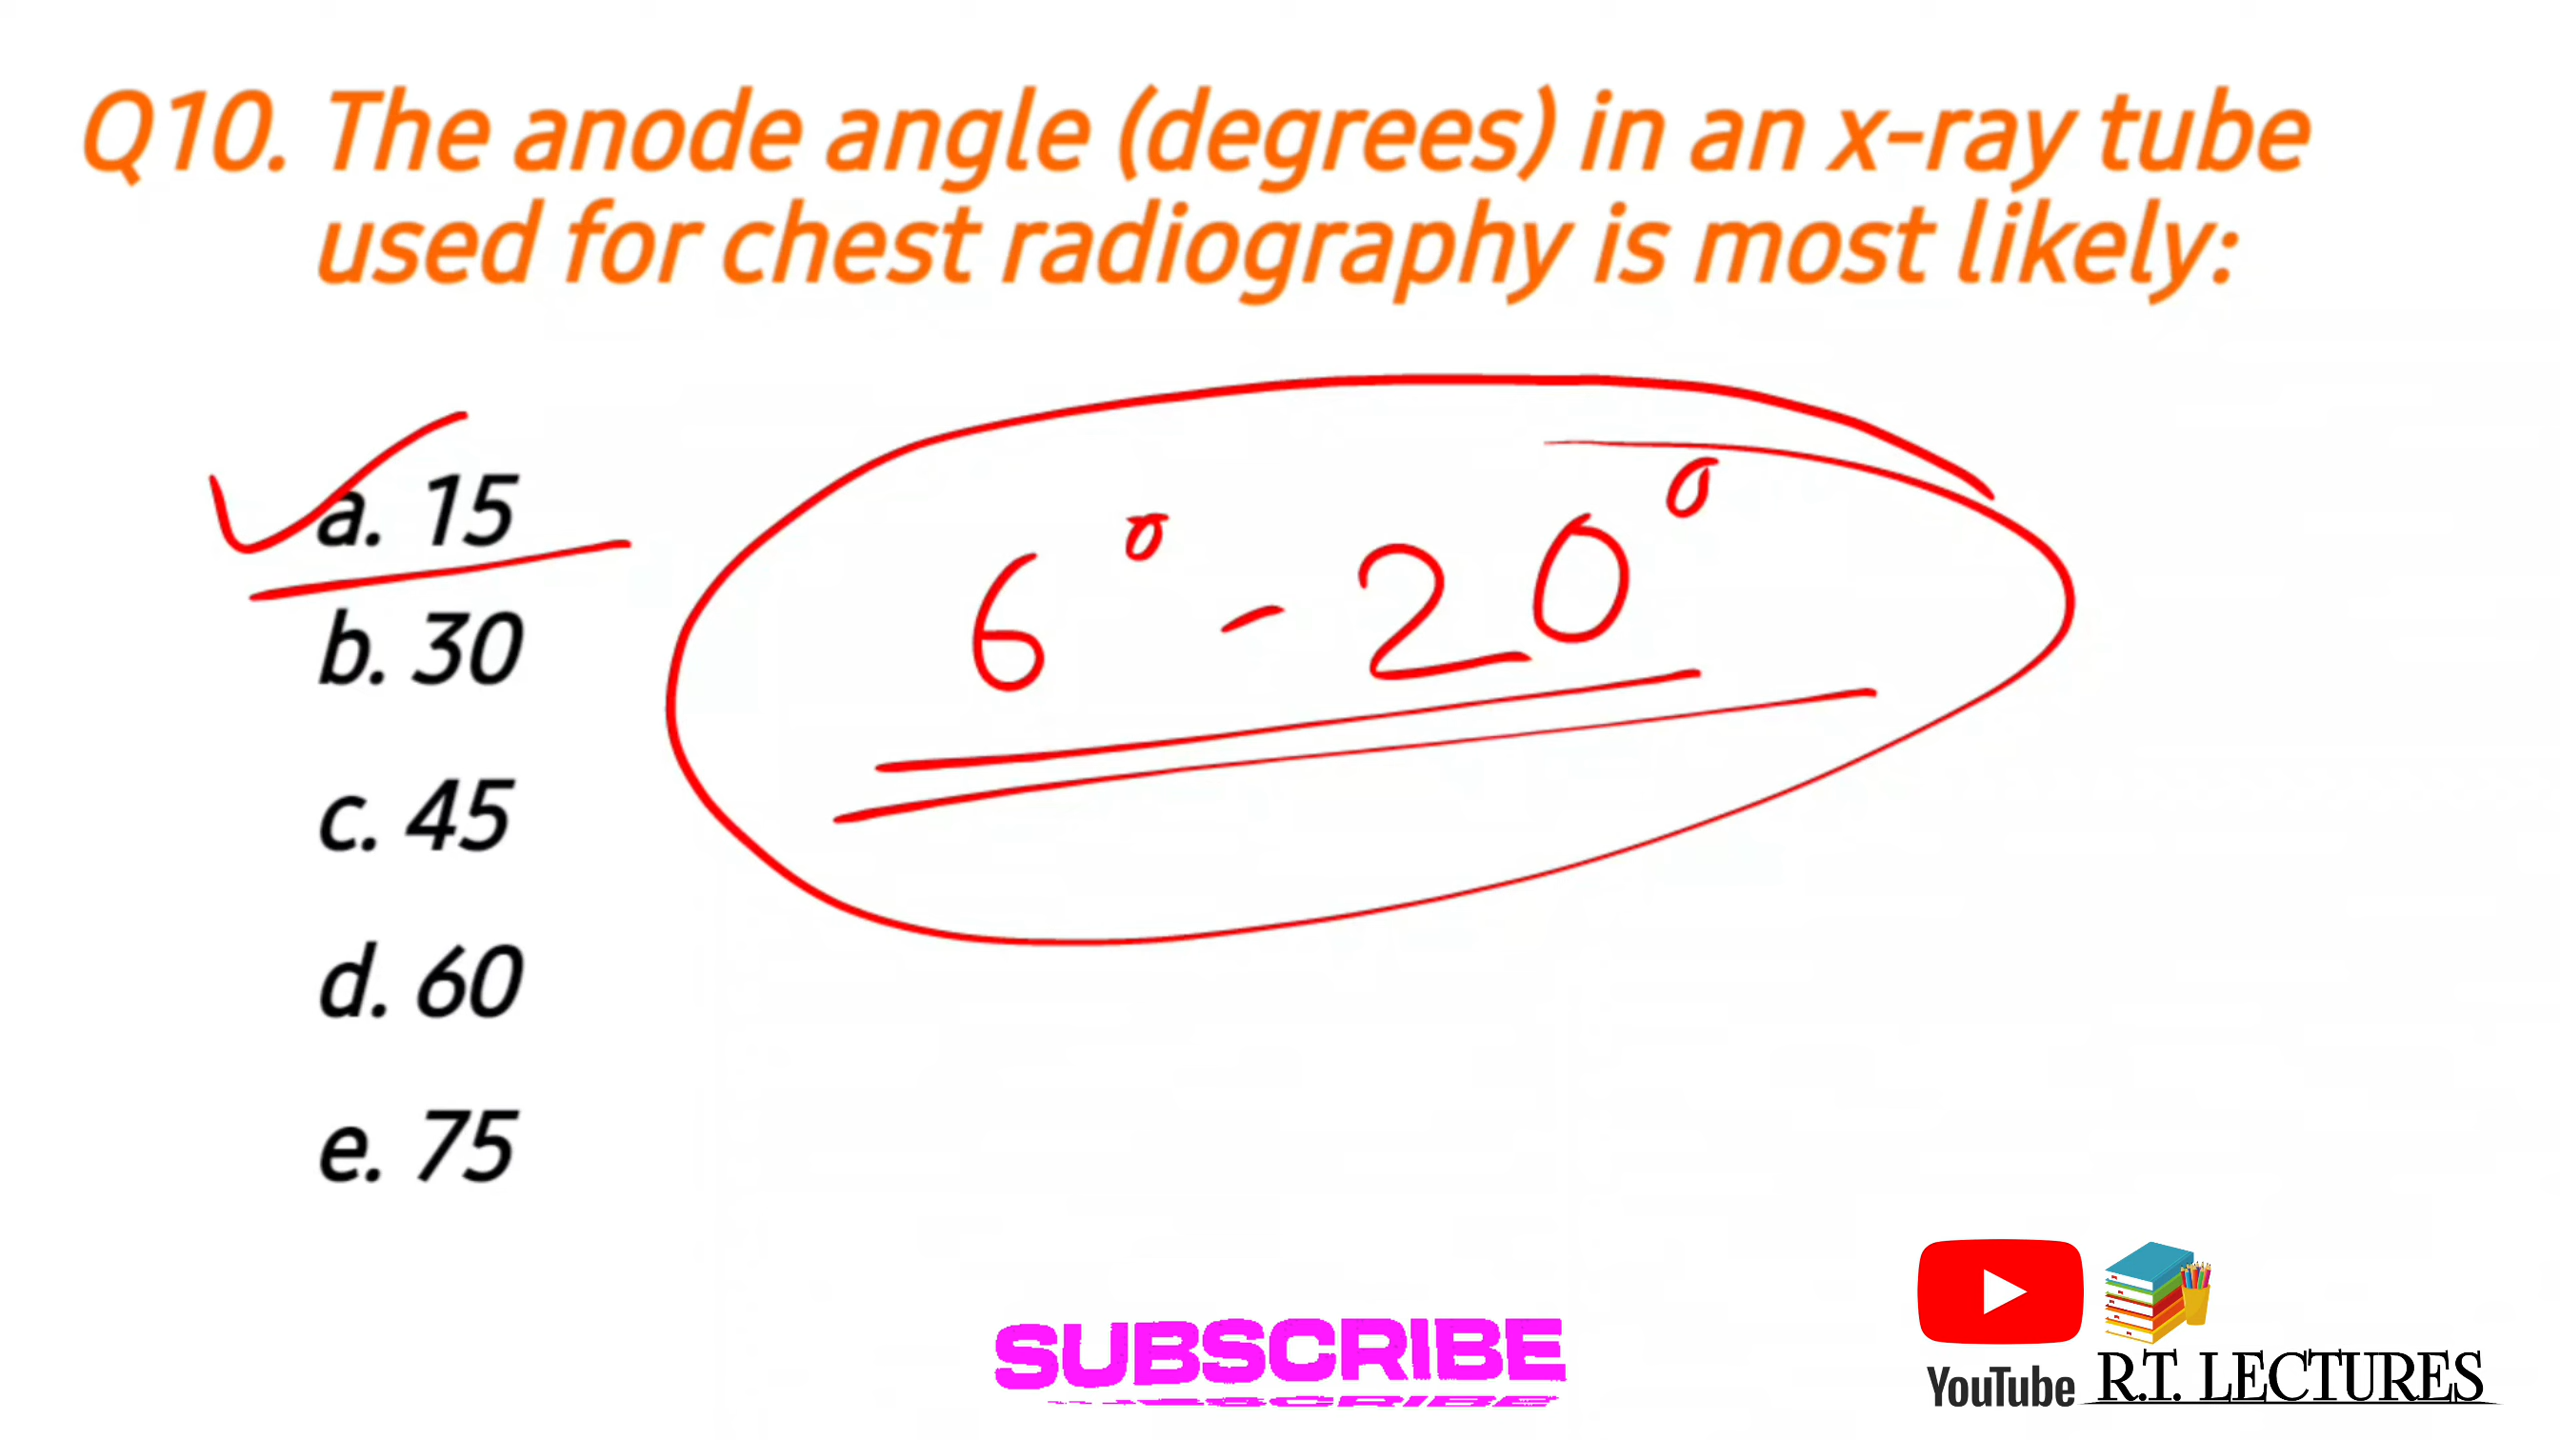 Q10. The anode angle (degrees) in an x-ray tube
used for chest radiography is most likely:
a. 15
b. 30
c. 45
d. 60
e. 75
6° - 20°
SUBSCRIBE
YouTube R.T. LECTURES